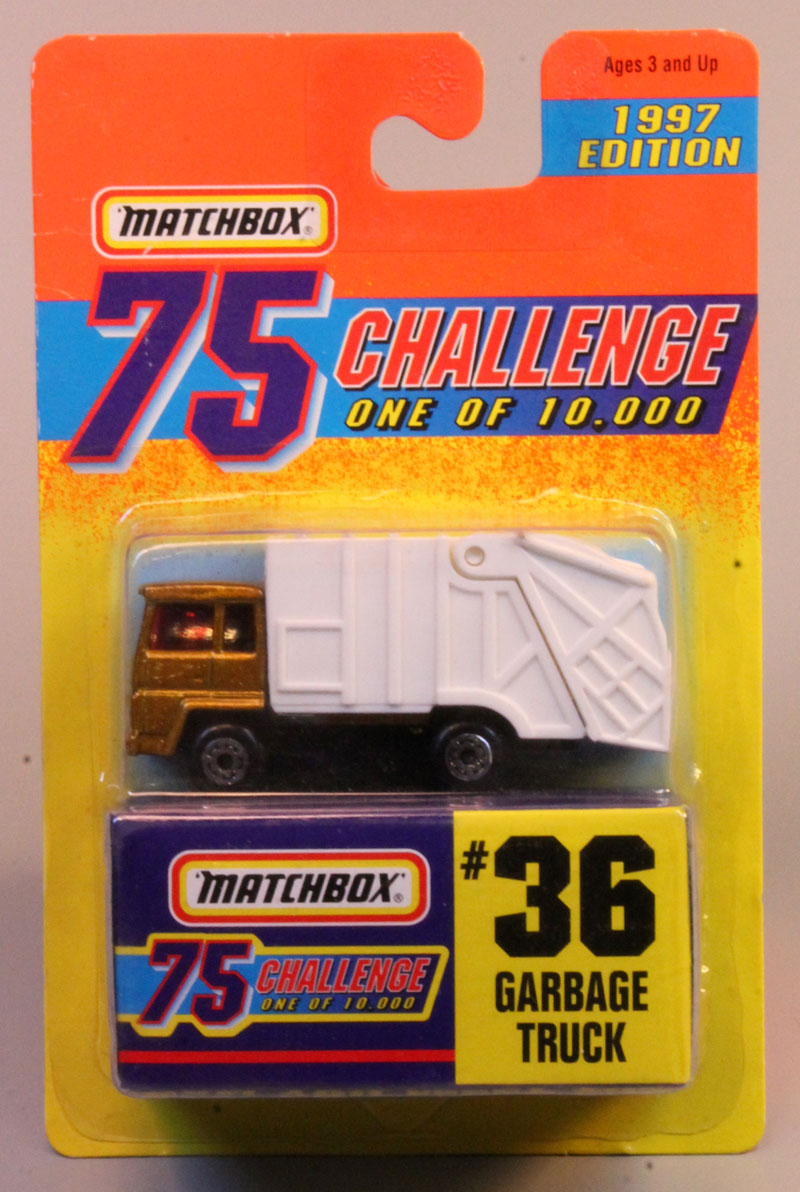 Ages 3 and Up
1997
EDITION
"MATCHBOX"®
75
CHALLENGE
ONE OF 10.000
"MATCHBOX"®
75
CHALLENGE
ONE OF 10.000
#36
GARBAGE
TRUCK